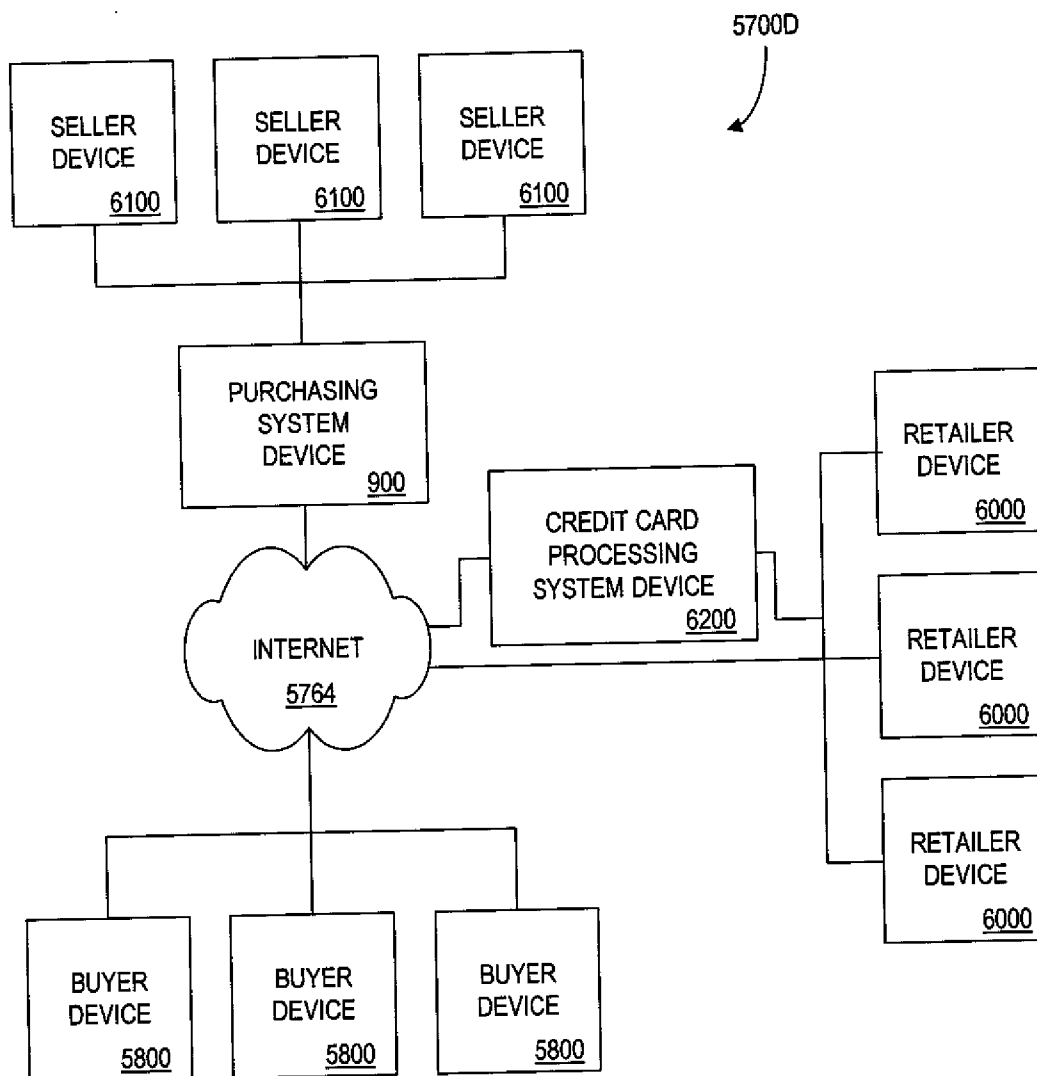 5700D
SELLER
DEVICE
6100
SELLER
DEVICE
6100
SELLER
DEVICE
6100
PURCHASING
SYSTEM
DEVICE
900
CREDIT CARD
PROCESSING
SYSTEM DEVICE
6200
INTERNET
5764
RETAILER
DEVICE
6000
RETAILER
DEVICE
6000
RETAILER
DEVICE
6000
BUYER
DEVICE
5800
BUYER
DEVICE
5800
BUYER
DEVICE
5800